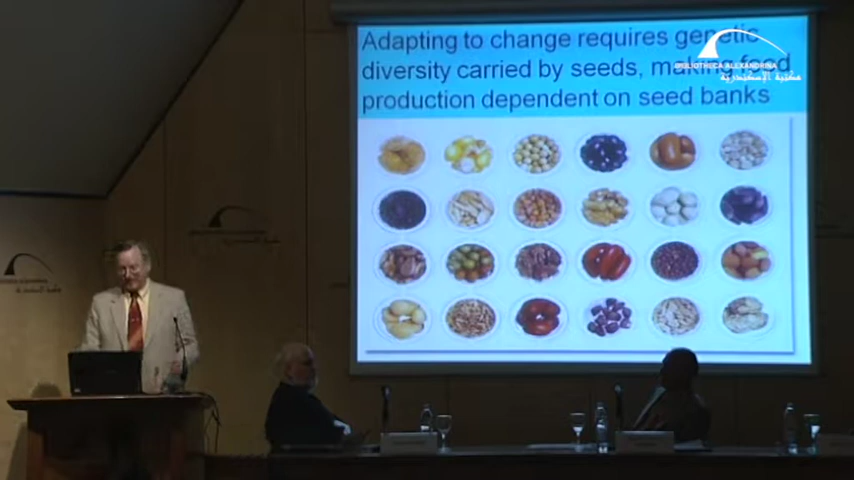 Adapting to change requires genetic
diversity carried by seeds, making food
production dependent on seed banks
BIBLIOTHECA ALEXANDRINA
مكتبة الإسكندرية